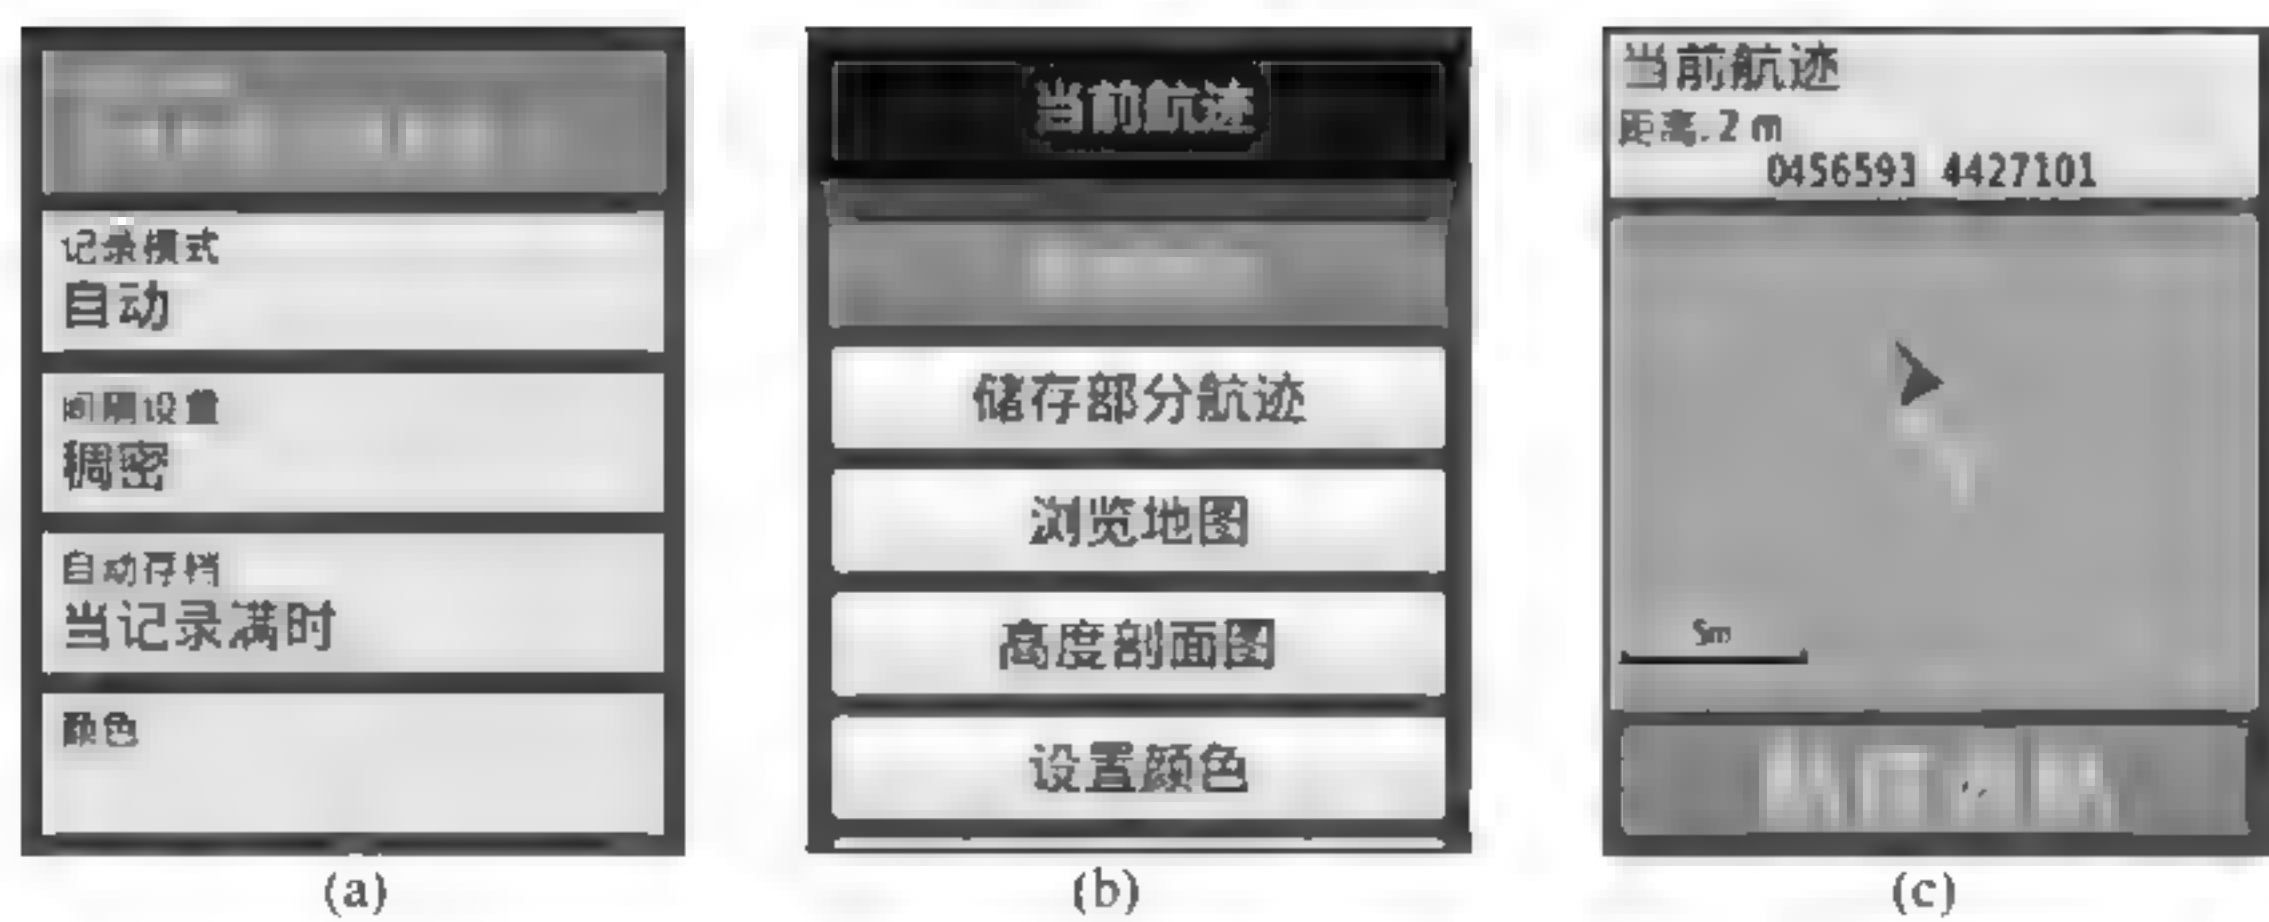 记录模式
自动
间隔设置
稠密
自动存档
当记录满时
颜色
(a)
当前航迹
储存部分航迹
浏览地图
高度剖面图
设置颜色
(b)
当前航迹
距离.2 m
0456593 4427101
5m
(c)